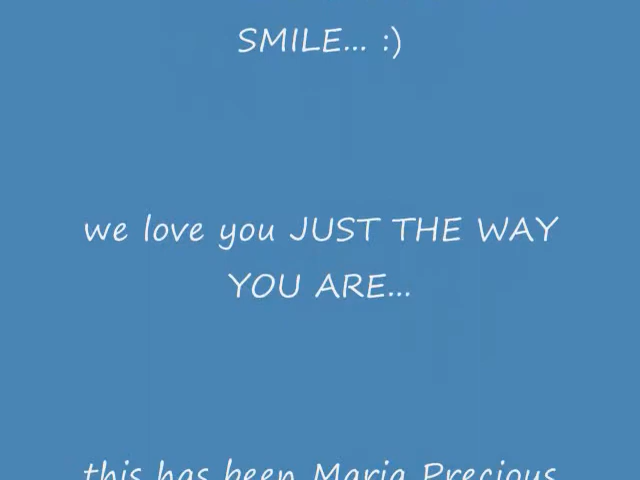 SMILE... :)
we love you JUST THE WAY
YOU ARE...
this has been Maria Precious